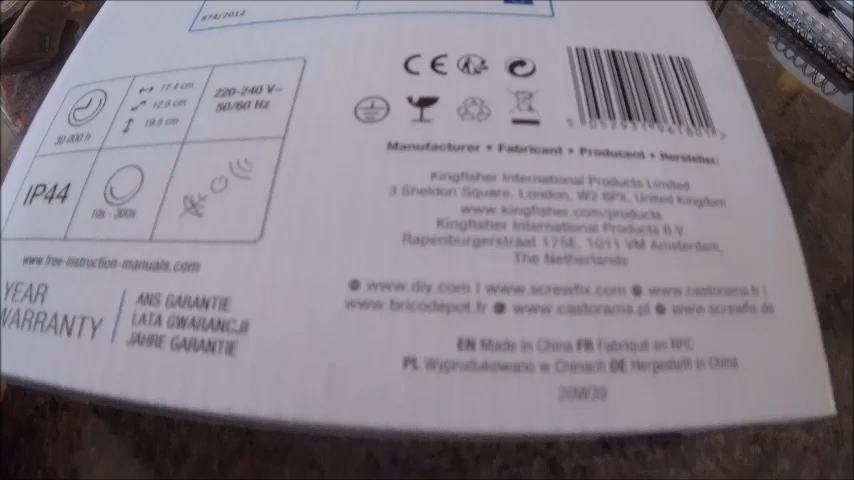 874/2012
17.4 cm
12.9 cm
19.5 cm
220-240 V~
50/60 Hz
30 000 h
IP44
10s - 300s
www.free-instruction-manuals.com
YEAR
WARRANTY
ANS GARANTIE
LATA GWARANCJI
JAHRE GARANTIE
CE
Manufacturer • Fabricant • Producent • Hersteller:
Kingfisher International Products Limited
3 Sheldon Square, London, W2 6PX, United Kingdom
www.kingfisher.com/products
Kingfisher International Products B.V.
Rapenburgerstraat 175E, 1011 VM Amsterdam,
The Netherlands
www.diy.com | www.screwfix.com www.castorama.fr |
www.bricodepot.fr www.castorama.pl www.screwfix.de
EN Made in China FR Fabriqué en RPC
PL Wyprodukowano w Chinach DE Hergestellt in China
20W39